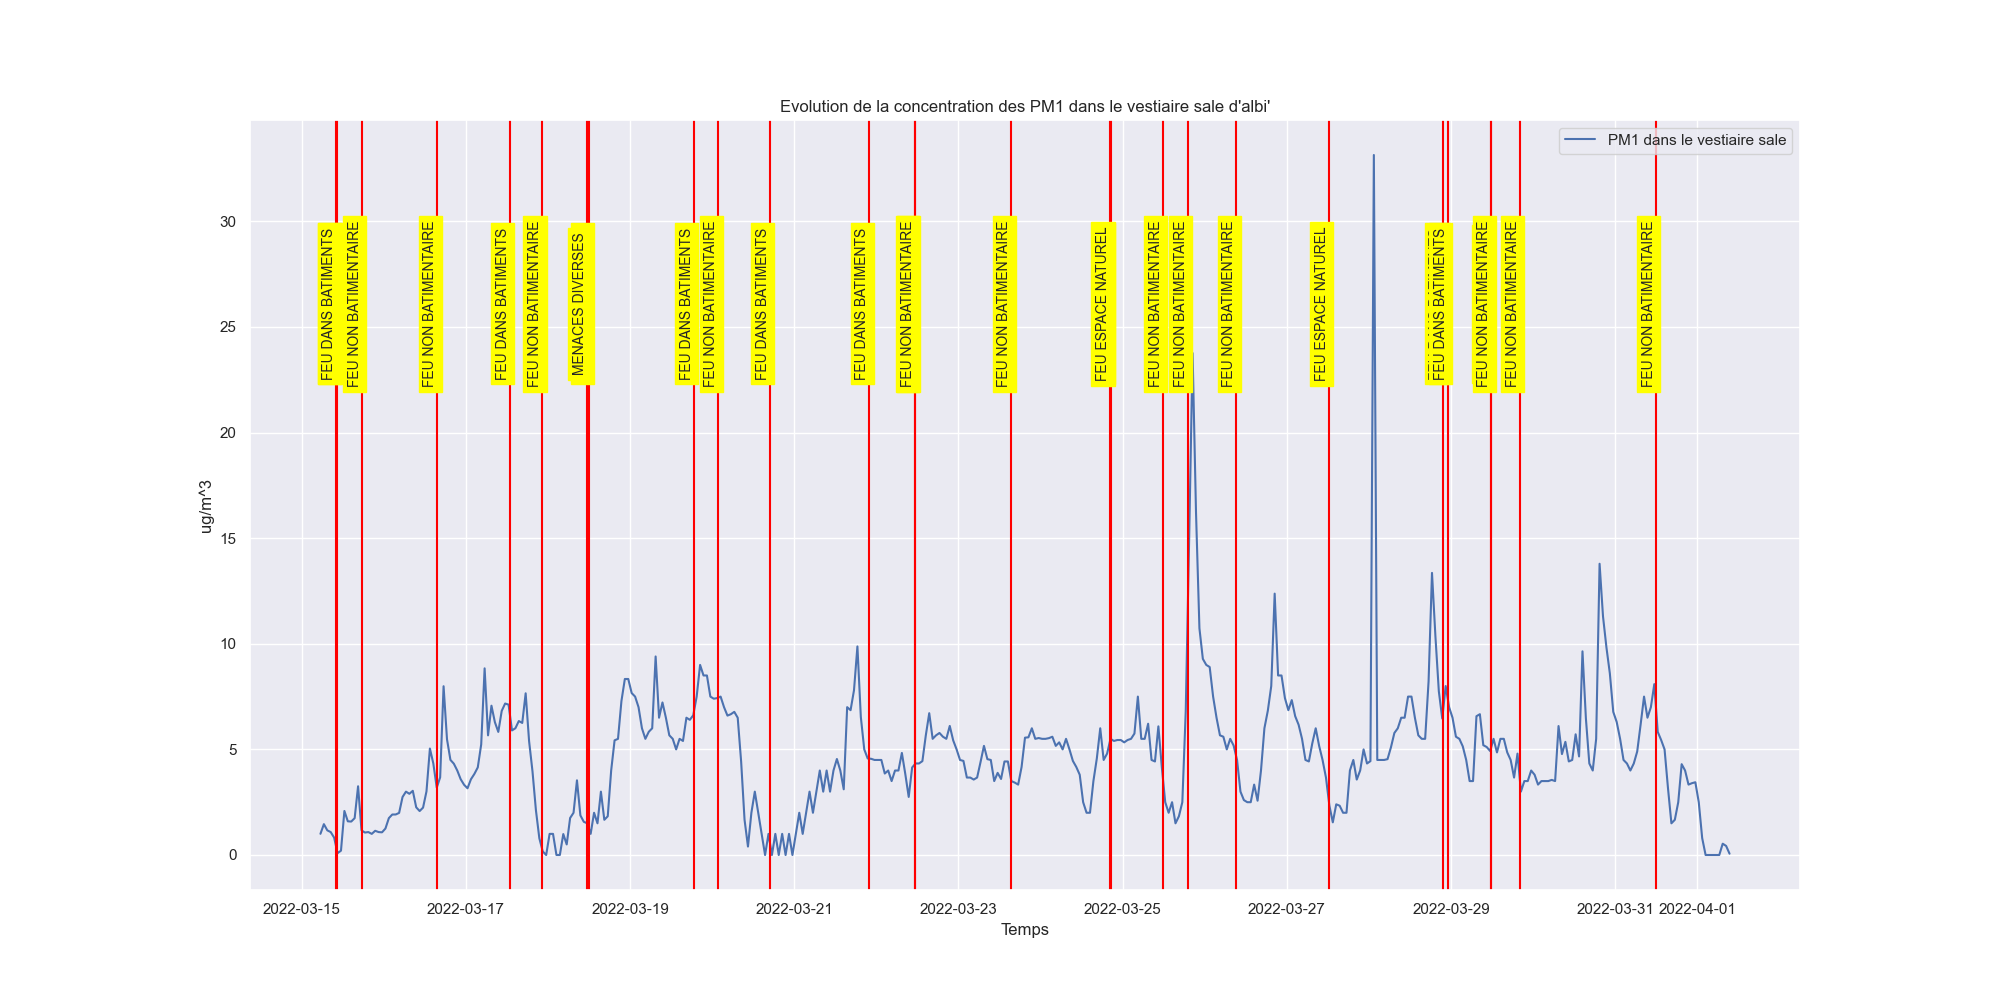 Evolution de la concentration des PM1 dans le vestiaire sale d'albi'
PM1 dans le vestiaire sale
ug/m^3
30
25
20
15
10
5
0
FEU DANS BATIMENTS
FEU NON BATIMENTAIRE
FEU NON BATIMENTAIRE
FEU DANS BATIMENTS
FEU NON BATIMENTAIRE
MENACES DIVERSES
FEU DANS BATIMENTS
FEU NON BATIMENTAIRE
FEU DANS BATIMENTS
FEU DANS BATIMENTS
FEU NON BATIMENTAIRE
FEU NON BATIMENTAIRE
FEU ESPACE NATUREL
FEU NON BATIMENTAIRE
FEU NON BATIMENTAIRE
FEU NON BATIMENTAIRE
FEU ESPACE NATUREL
FEU DANS BATIMENTS
FEU NON BATIMENTAIRE
FEU NON BATIMENTAIRE
FEU NON BATIMENTAIRE
2022-03-15
2022-03-17
2022-03-19
2022-03-21
2022-03-23
2022-03-25
2022-03-27
2022-03-29
2022-03-31
2022-04-01
Temps